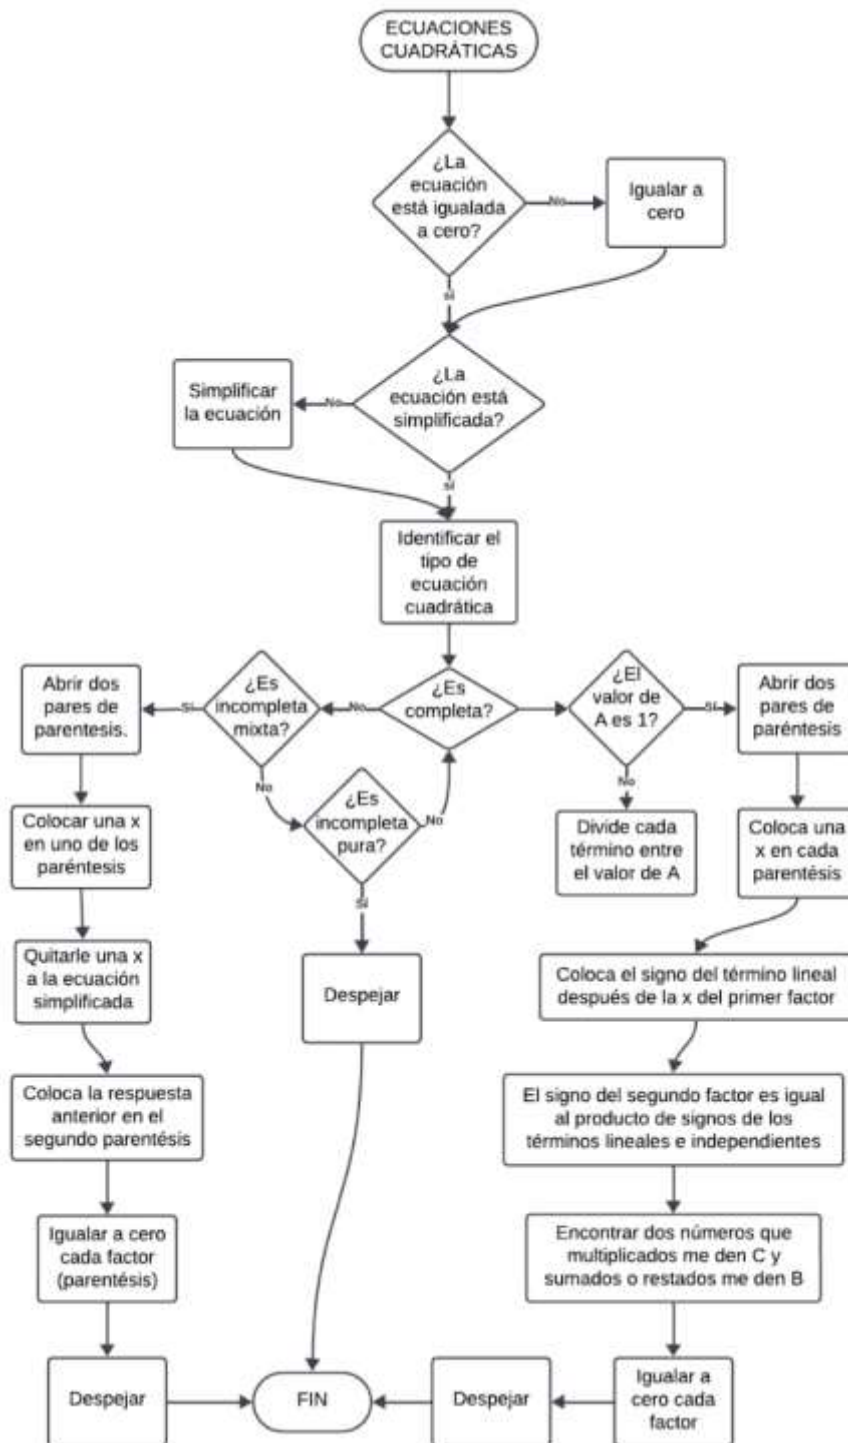 ECUACIONES
CUADRÁTICAS
¿La
ecuación
está igualada
a cero?
No
Igualar a
cero
sí
¿La
ecuación está
simplificada?
No
Simplificar
la ecuación
sí
Identificar el
tipo de
ecuación
cuadrática
Abrir dos
pares de
parentesis.
Sí
¿Es
incompleta
mixta?
No
¿Es
completa?
¿El
valor de
A es 1?
Sí
Abrir dos
pares de
paréntesis
No
¿Es
incompleta
pura?
No
No
Colocar una x
en uno de los
paréntesis
Divide cada
término entre
el valor de A
Coloca una
x en cada
parentésis
Sí
Quitarle una x
a la ecuación
simplificada
Despejar
Coloca el signo del término lineal
después de la x del primer factor
Coloca la respuesta
anterior en el
segundo parentésis
El signo del segundo factor es igual
al producto de signos de los
términos lineales e independientes
Igualar a cero
cada factor
(parentésis)
Encontrar dos números que
multiplicados me den C y
sumados o restados me den B
Despejar
FIN
Despejar
Igualar a
cero cada
factor